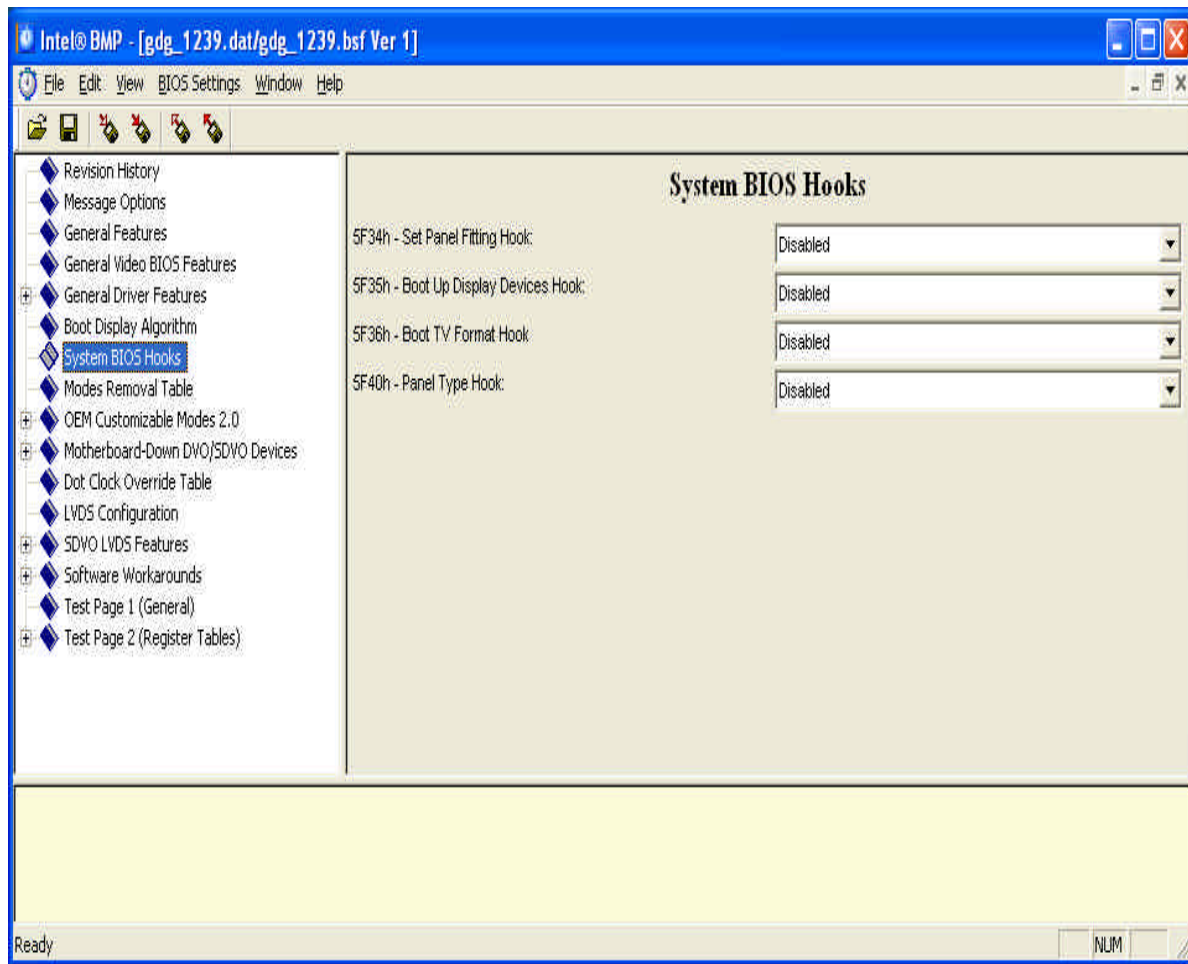 Intel® BMP - [gdg_1239.dat/gdg_1239.bsf Ver 1]
File Edit View BIOS Settings Window Help
Revision History
Message Options
General Features
General Video BIOS Features
General Driver Features
Boot Display Algorithm
System BIOS Hooks
Modes Removal Table
OEM Customizable Modes 2.0
Motherboard-Down DVO/SDVO Devices
Dot Clock Override Table
LVDS Configuration
SDVO LVDS Features
Software Workarounds
Test Page 1 (General)
Test Page 2 (Register Tables)
System BIOS Hooks
5F34h - Set Panel Fitting Hook: Disabled
5F35h - Boot Up Display Devices Hook: Disabled
5F36h - Boot TV Format Hook Disabled
5F40h - Panel Type Hook: Disabled
Ready NUM